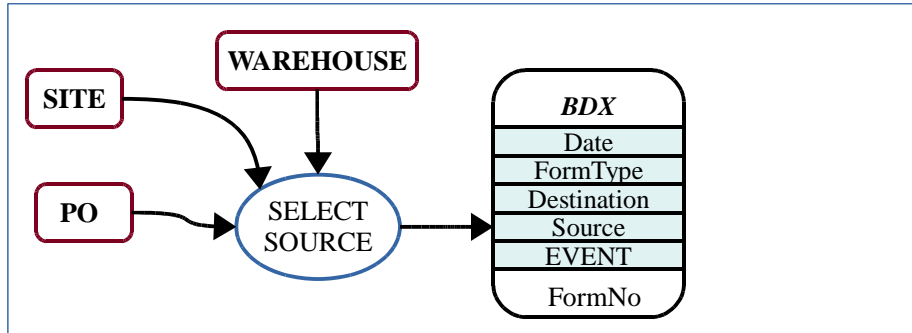 WAREHOUSE
SITE
PO
SELECT
SOURCE
BDX
Date
FormType
Destination
Source
EVENT
FormNo